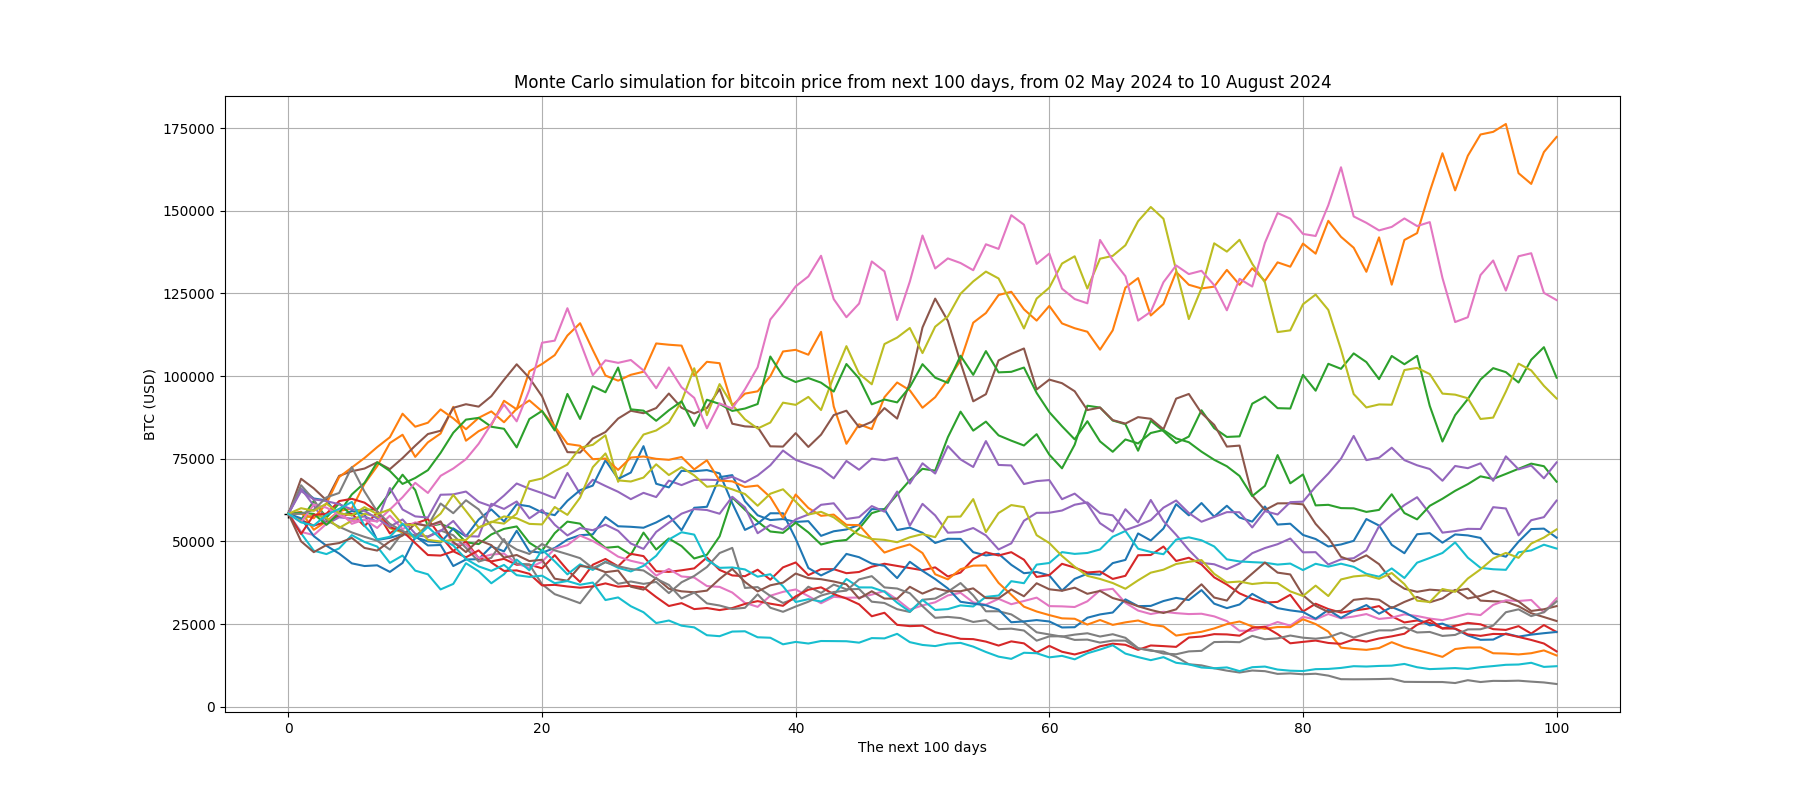 Monte Carlo simulation for bitcoin price from next 100 days, from 02 May 2024 to 10 August 2024
175000
150000
125000
100000
75000
50000
25000
0
BTC (USD)
0 20 40 60 80 100
The next 100 days